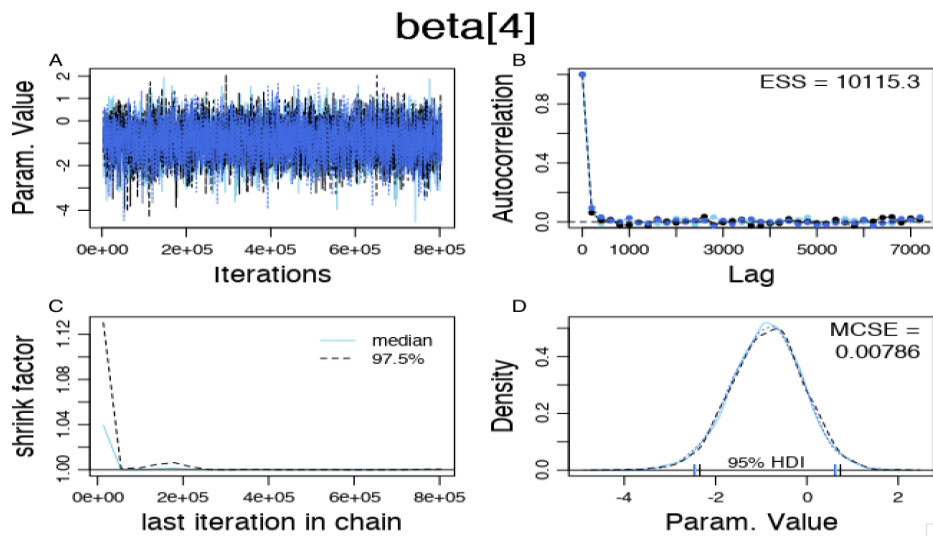 beta[4]
A
Param. Value
2
1
0
-2
-4
0e+00 2e+05 4e+05 6e+05 8e+05
Iterations
B
Autocorrelation
0.8
0.4
0.0
ESS = 10115.3
0 1000 3000 5000 7000
Lag
C
shrink factor
1.12
1.08
1.04
1.00
median
97.5%
0e+00 2e+05 4e+05 6e+05 8e+05
last iteration in chain
D
Density
0.4
0.2
0.0
MCSE =
0.00786
95% HDI
-4 -2 0 2
Param. Value